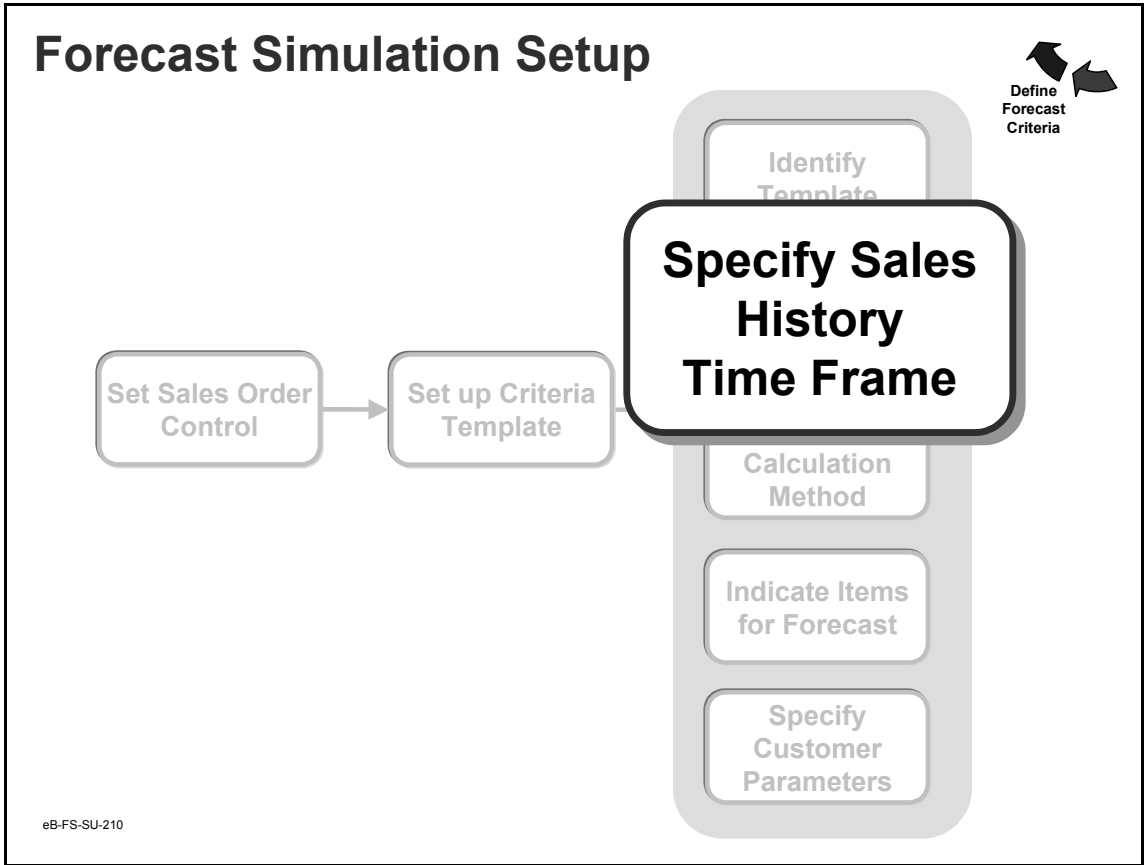 Forecast Simulation Setup
Define
Forecast
Criteria
Identify
Template
Specify Sales
History
Time Frame
Set Sales Order
Control
Set up Criteria
Template
Calculation
Method
Indicate Items
for Forecast
Specify
Customer
Parameters
eB-FS-SU-210